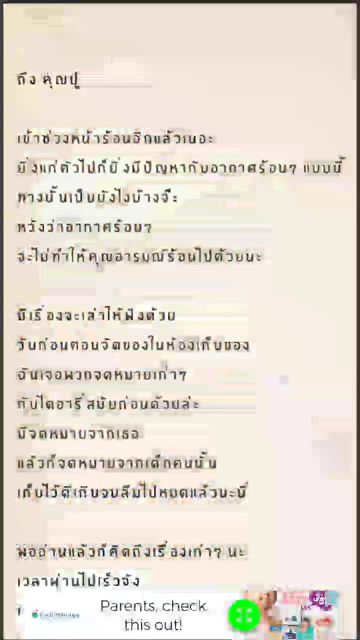 ถึง คุณปู่
เข้าช่วงหน้าร้อนอีกแล้วเนอะ
ยิ่งแก่ตัวไปก็ยิ่งมีปัญหากับอากาศร้อนๆ แบบนี้
ทางนั้นเป็นยังไงบ้างจ๊ะ
หวังว่าอากาศร้อนๆ
จะไม่ทำให้คุณอารมณ์ร้อนไปด้วยนะ
มีเรื่องจะเล่าให้ฟังด้วย
วันก่อนตอนจัดของในห้องเก็บของ
ฉันเจอพวกจดหมายเก่าๆ
กับไดอารี่สมัยก่อนด้วยล่ะ
มีจดหมายจากเธอ
แล้วก็จดหมายจากเด็กคนนั้น
เก็บไว้ดีเกินจนลืมไปหมดแล้วนะนี่
พออ่านแล้วก็คิดถึงเรื่องเก่าๆ นะ
เวลาผ่านไปเร็วจัง
Parents, check
this out!